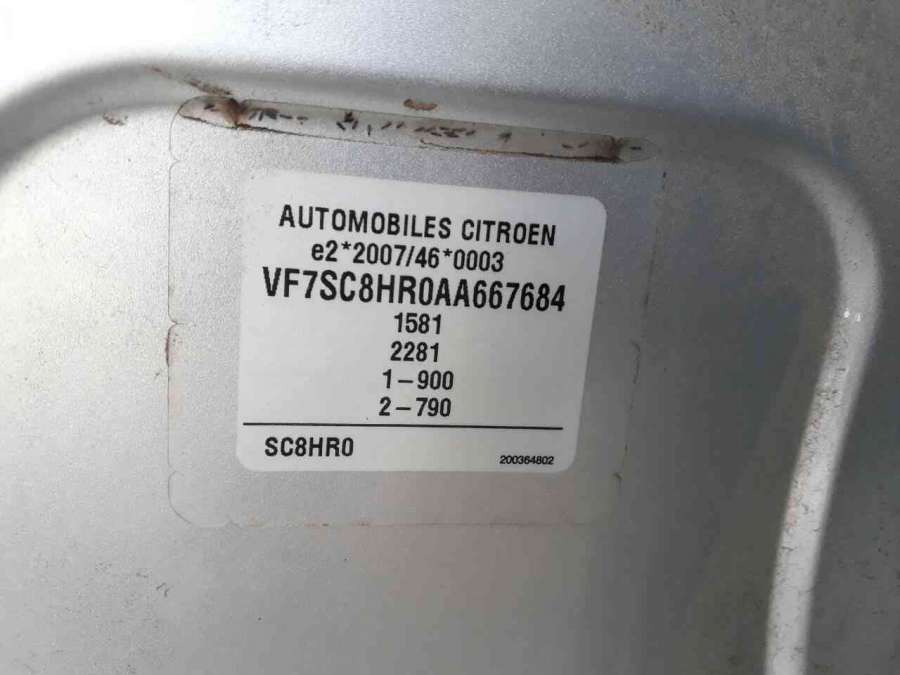 AUTOMOBILES CITROEN
e2*2007/46*0003
VF7SC8HR0AA667684
1581
2281
1-900
2-790
SC8HR0
200364802